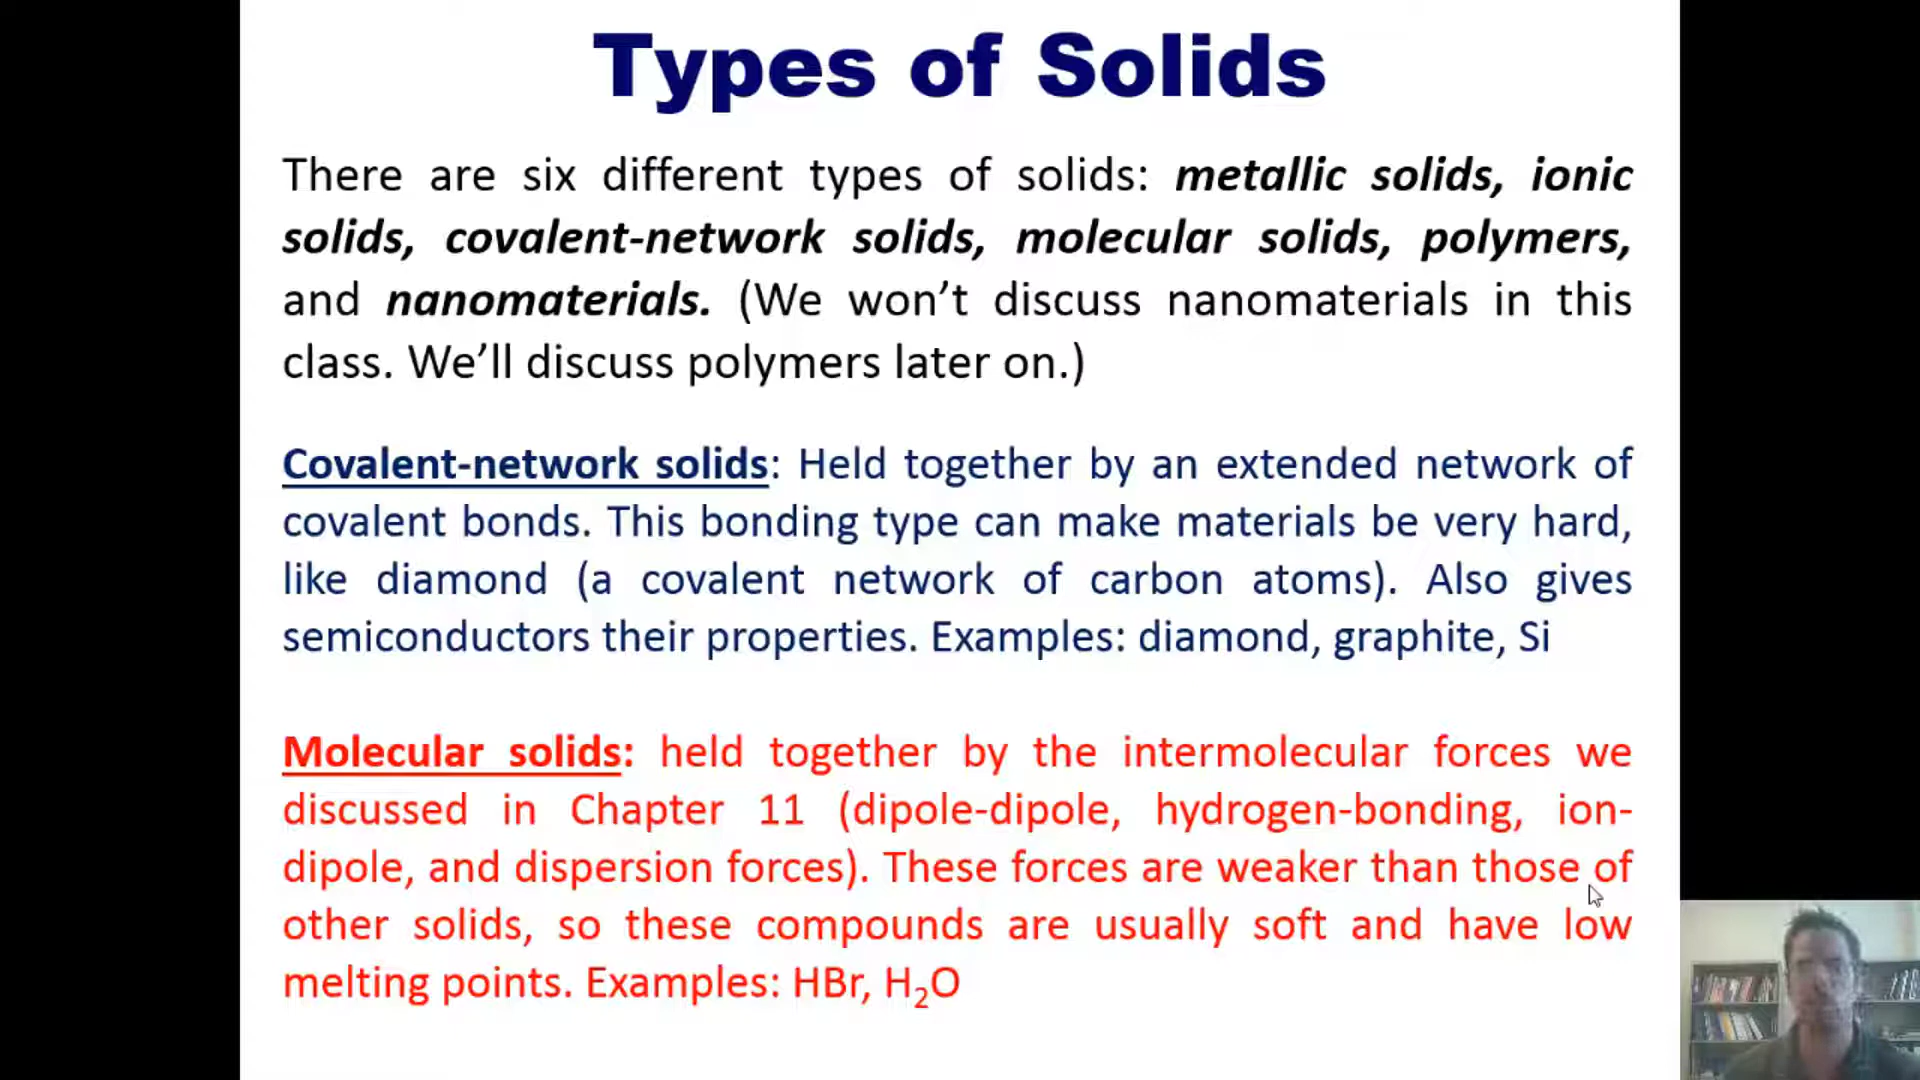 Types of Solids
There are six different types of solids: metallic solids, ionic
solids, covalent-network solids, molecular solids, polymers,
and nanomaterials. (We won’t discuss nanomaterials in this
class. We’ll discuss polymers later on.)
Covalent-network solids: Held together by an extended network of
covalent bonds. This bonding type can make materials be very hard,
like diamond (a covalent network of carbon atoms). Also gives
semiconductors their properties. Examples: diamond, graphite, Si
Molecular solids: held together by the intermolecular forces we
discussed in Chapter 11 (dipole-dipole, hydrogen-bonding, ion-
dipole, and dispersion forces). These forces are weaker than those of
other solids, so these compounds are usually soft and have low
melting points. Examples: HBr, H₂O